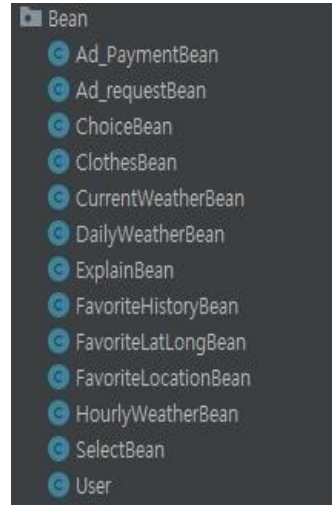 Bean
Ad_PaymentBean
Ad_requestBean
ChoiceBean
ClothesBean
CurrentWeatherBean
DailyWeatherBean
ExplainBean
FavoriteHistoryBean
FavoriteLatLongBean
FavoriteLocationBean
HourlyWeatherBean
SelectBean
User